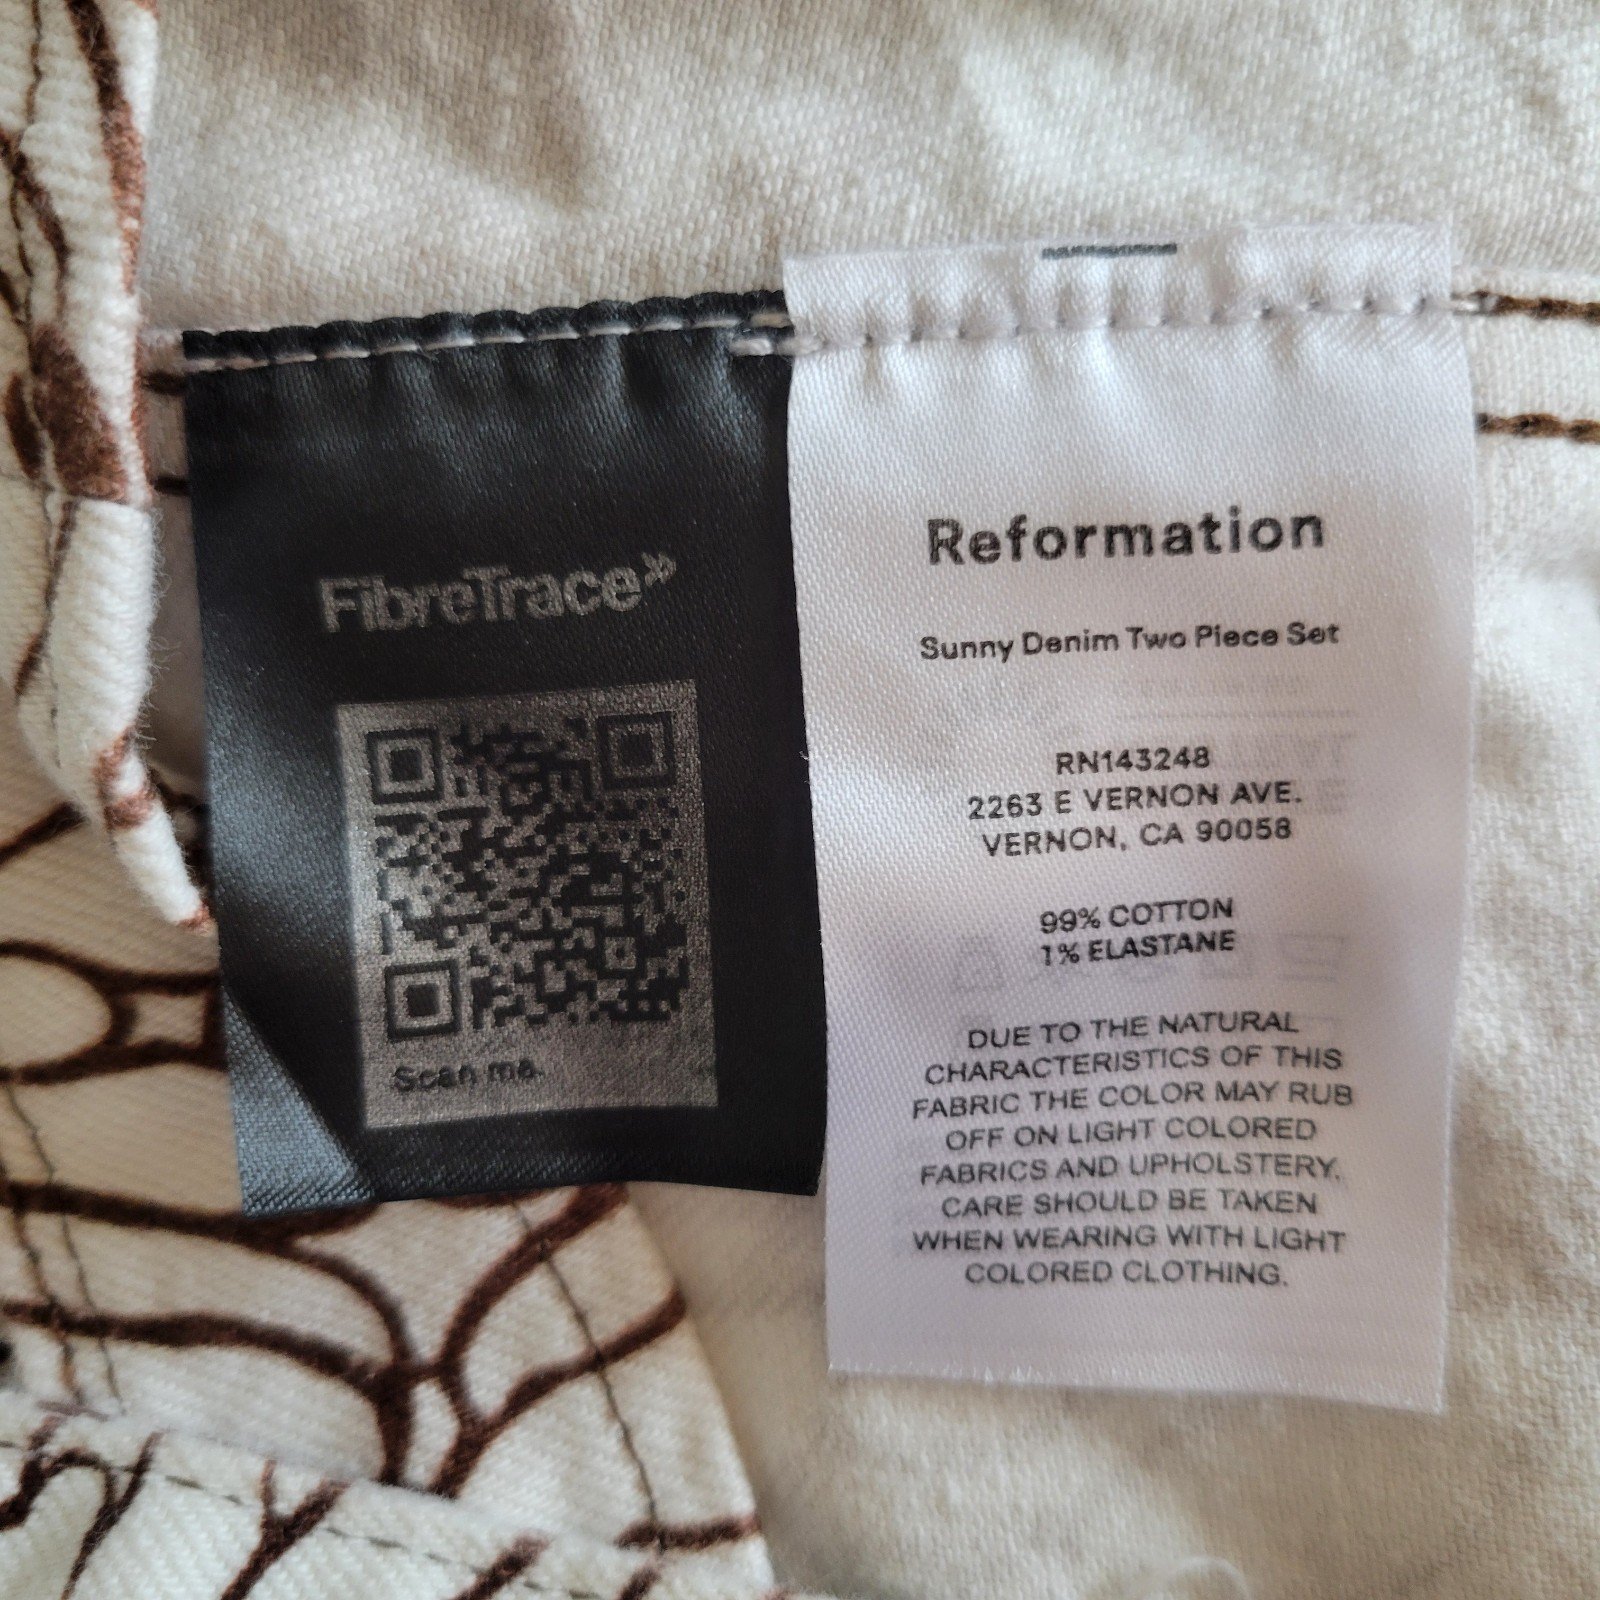 FibreTrace»
Scan me.
Reformation
Sunny Denim Two Piece Set
RN143248
2263 E VERNON AVE.
VERNON, CA 90058
99% COTTON
1% ELASTANE
DUE TO THE NATURAL
CHARACTERISTICS OF THIS
FABRIC THE COLOR MAY RUB
OFF ON LIGHT COLORED
FABRICS AND UPHOLSTERY.
CARE SHOULD BE TAKEN
WHEN WEARING WITH LIGHT
COLORED CLOTHING.